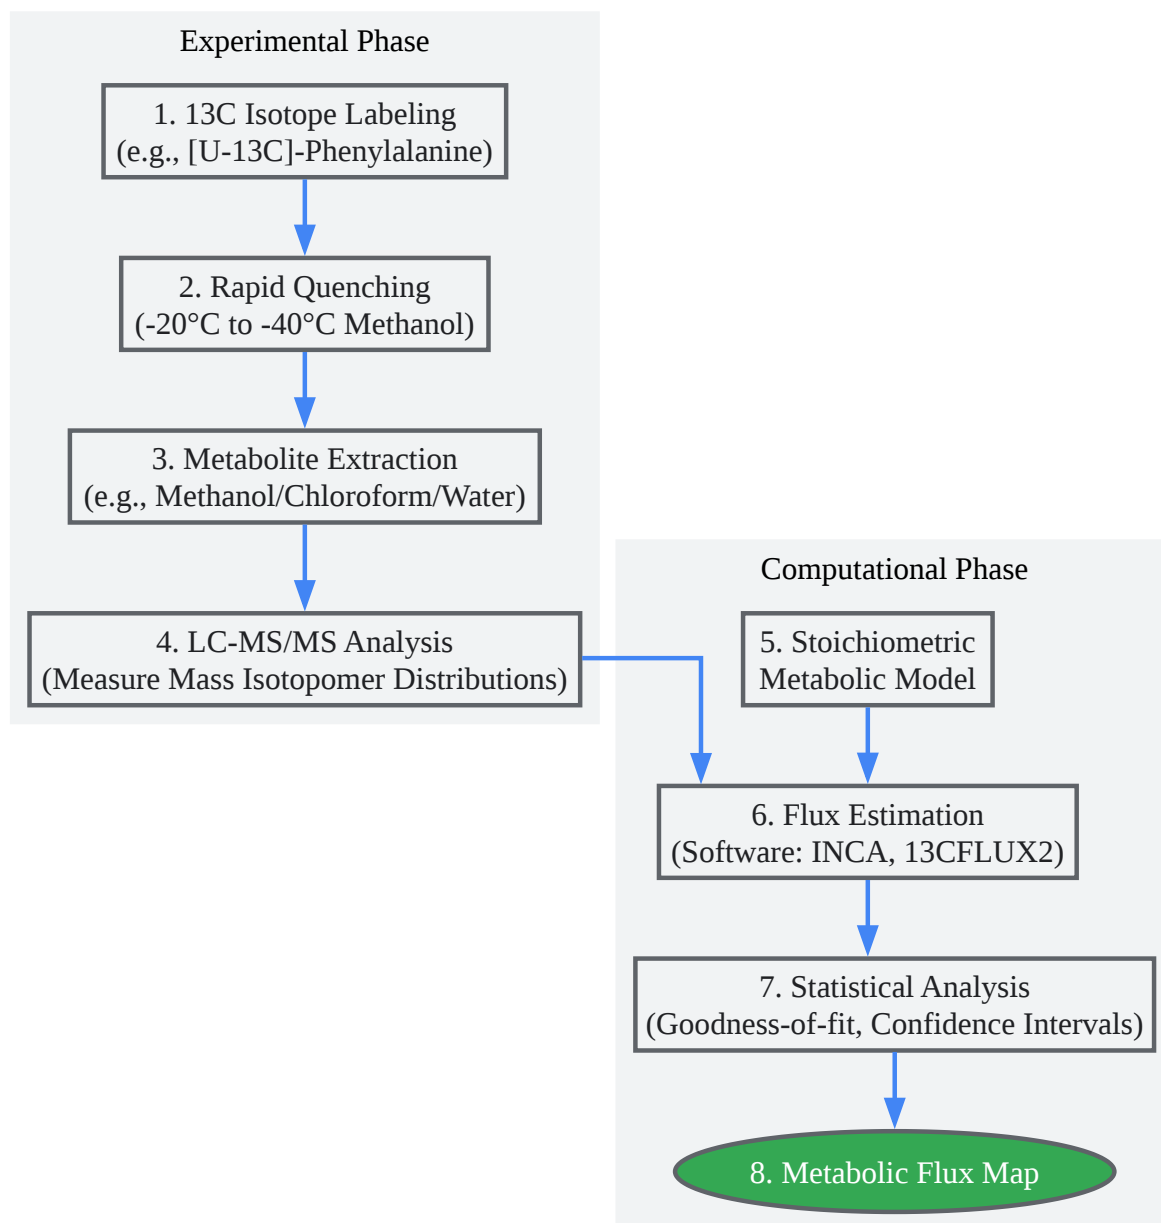 Experimental Phase
1. 13C Isotope Labeling
(e.g., [U-13C]-Phenylalanine)
2. Rapid Quenching
(-20°C to -40°C Methanol)
3. Metabolite Extraction
(e.g., Methanol/Chloroform/Water)
4. LC-MS/MS Analysis
(Measure Mass Isotopomer Distributions)
Computational Phase
5. Stoichiometric
Metabolic Model
6. Flux Estimation
(Software: INCA, 13CFLUX2)
7. Statistical Analysis
(Goodness-of-fit, Confidence Intervals)
8. Metabolic Flux Map